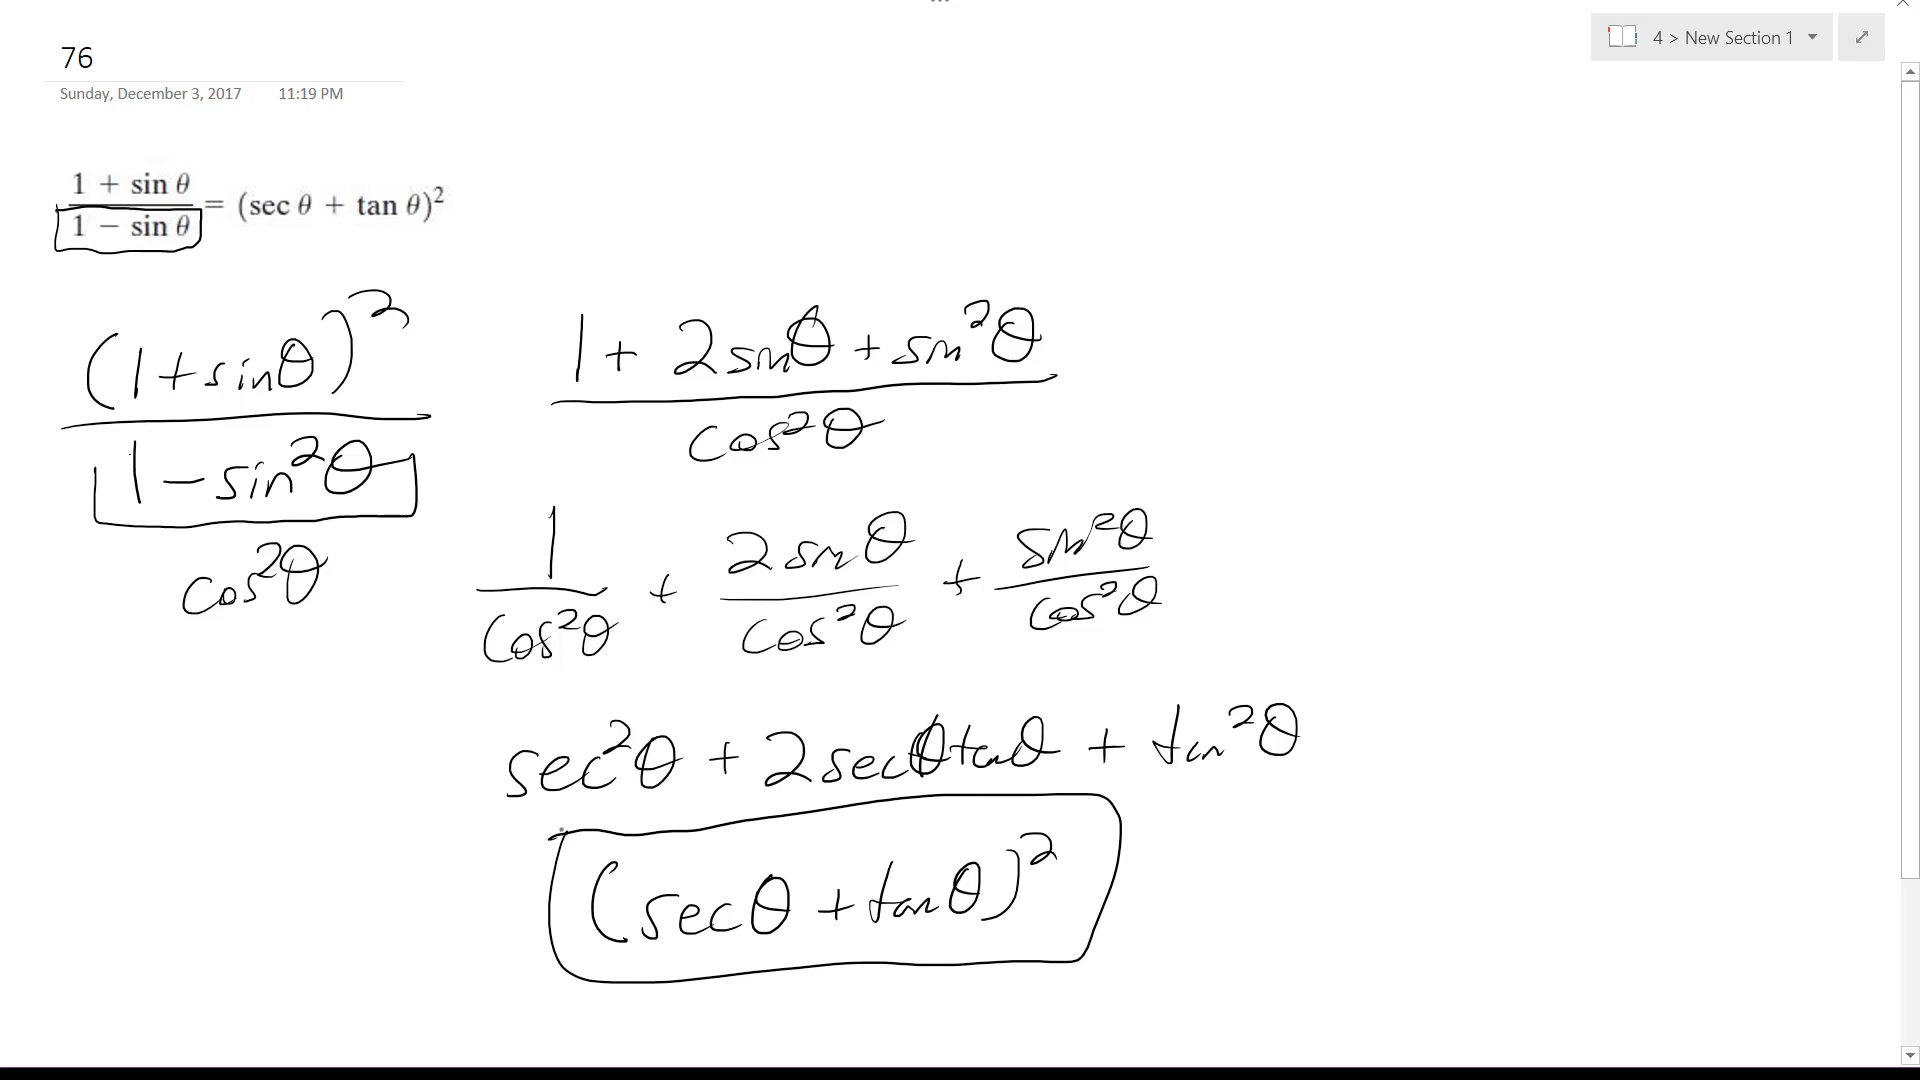 76
4 > New Section 1
Sunday, December 3, 2017 11:19 PM
1 + sin θ
1 − sin θ
= (sec θ + tan θ)²
(1+sinθ)²
1−sin²θ
cos²θ
1 + 2sinθ + sin²θ
cos²θ
1 + 2sinθ + sin²θ
cos²θ cos²θ cos²θ
sec²θ + 2secθtanθ + tan²θ
(secθ + tanθ)²